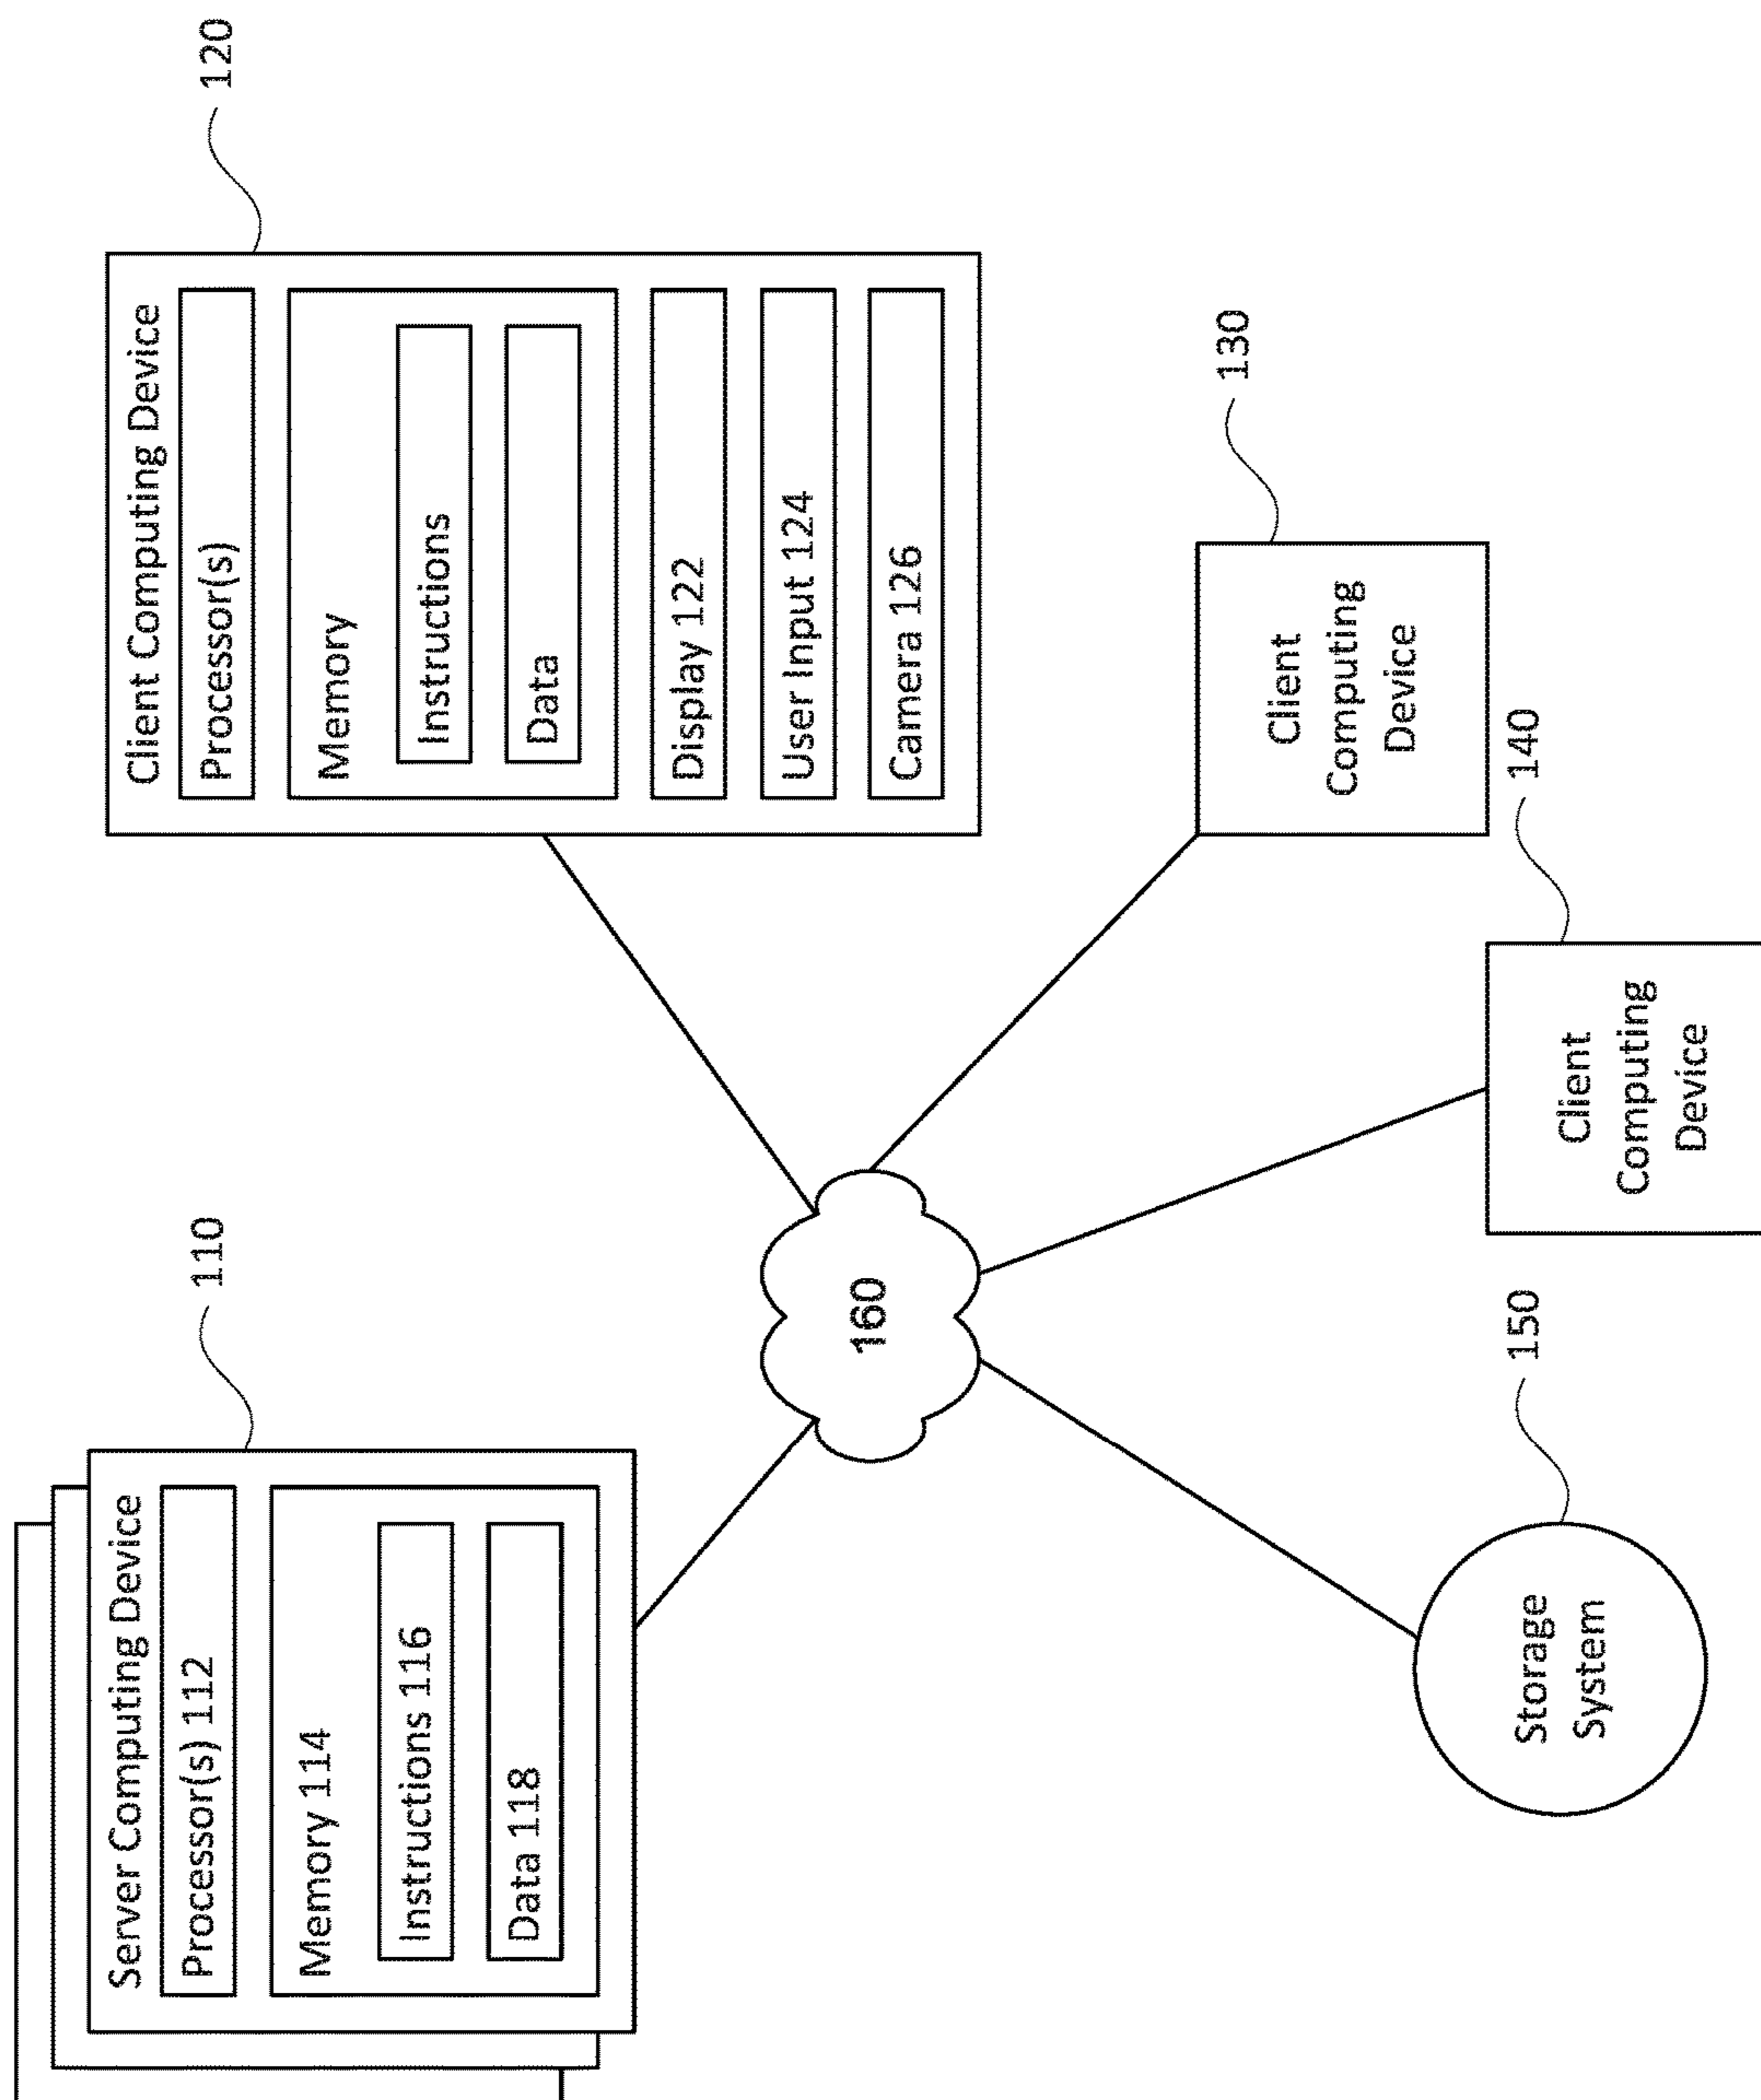 Server Computing Device
110
Processor(s) 112
Memory 114
Instructions 116
Data 118
Client Computing Device
120
Processor(s)
Memory
Instructions
Data
Display 122
User Input 124
Camera 126
160
Client
Computing
Device
130
Client
Computing
Device
140
Storage
System
150